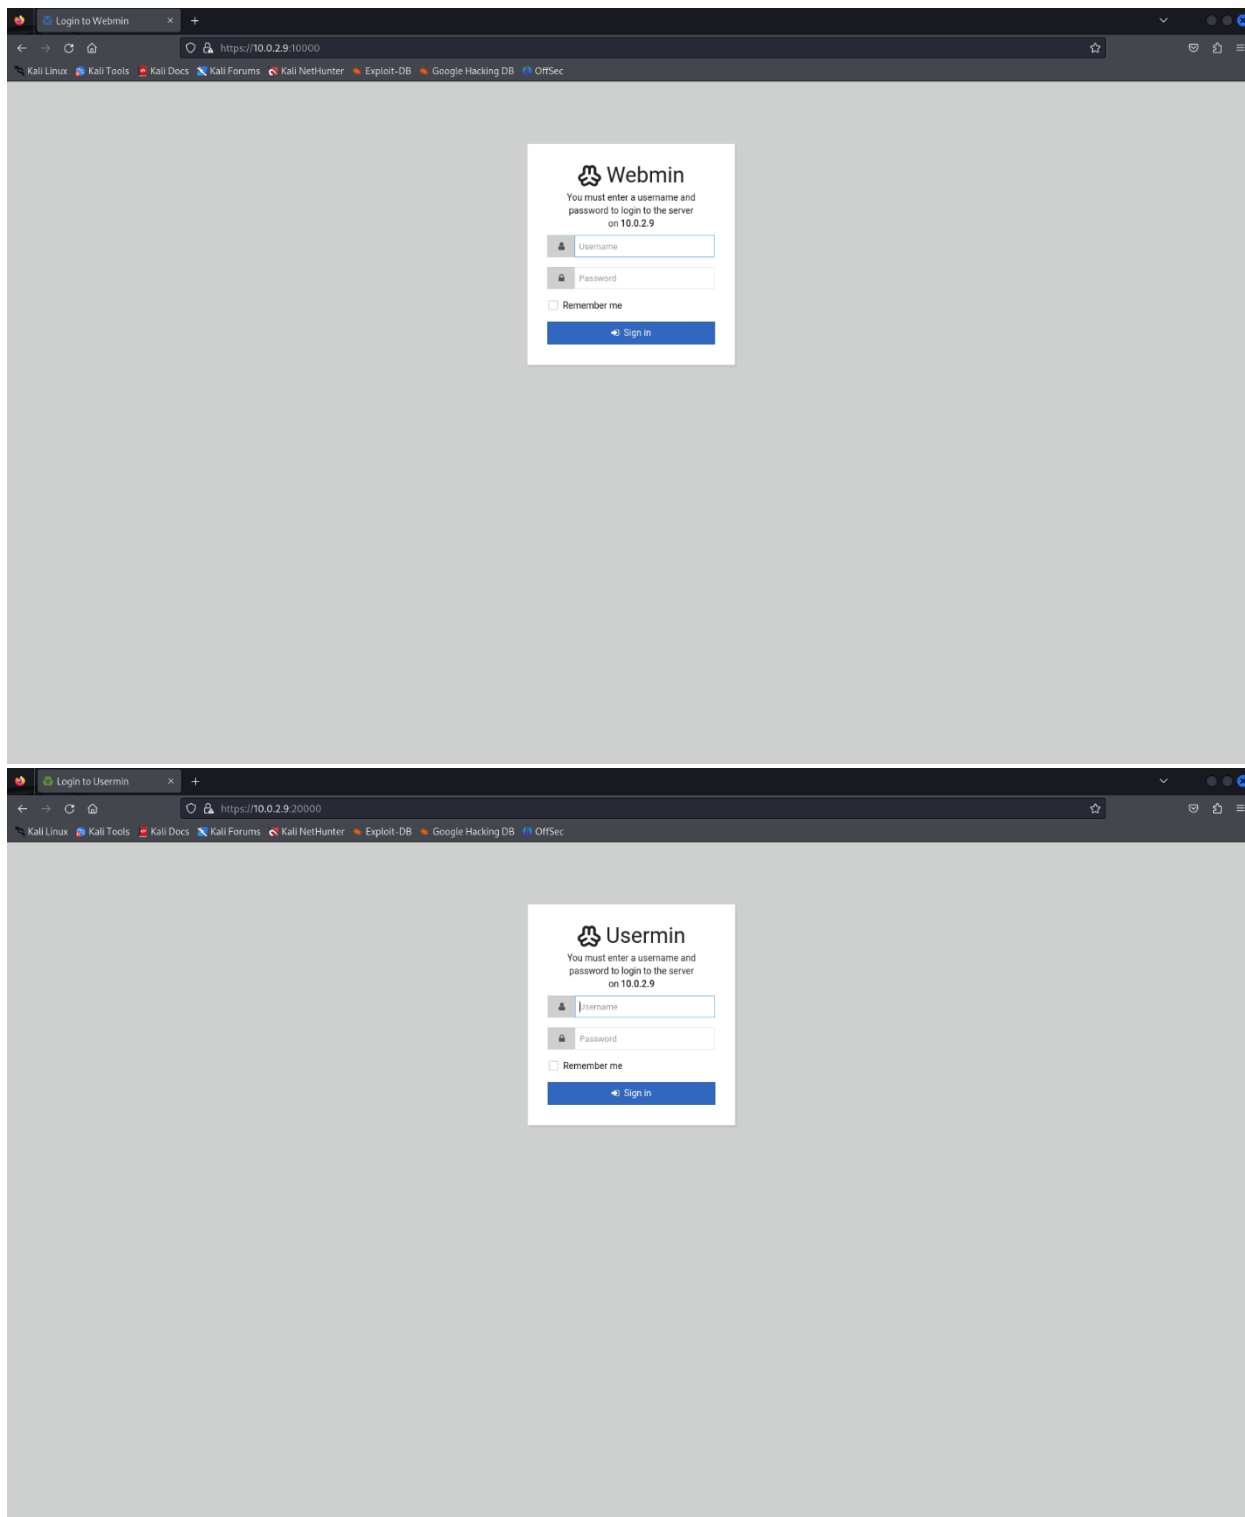 Login to Webmin
https://10.0.2.9:10000
Kali Linux Kali Tools Kali Docs Kali Forums Kali NetHunter Exploit-DB Google Hacking DB OffSec
Webmin
You must enter a username and
password to login to the server
on 10.0.2.9
Username
Password
Remember me
Sign in
Login to Usermin
https://10.0.2.9:20000
Kali Linux Kali Tools Kali Docs Kali Forums Kali NetHunter Exploit-DB Google Hacking DB OffSec
Usermin
You must enter a username and
password to login to the server
on 10.0.2.9
Username
Password
Remember me
Sign in